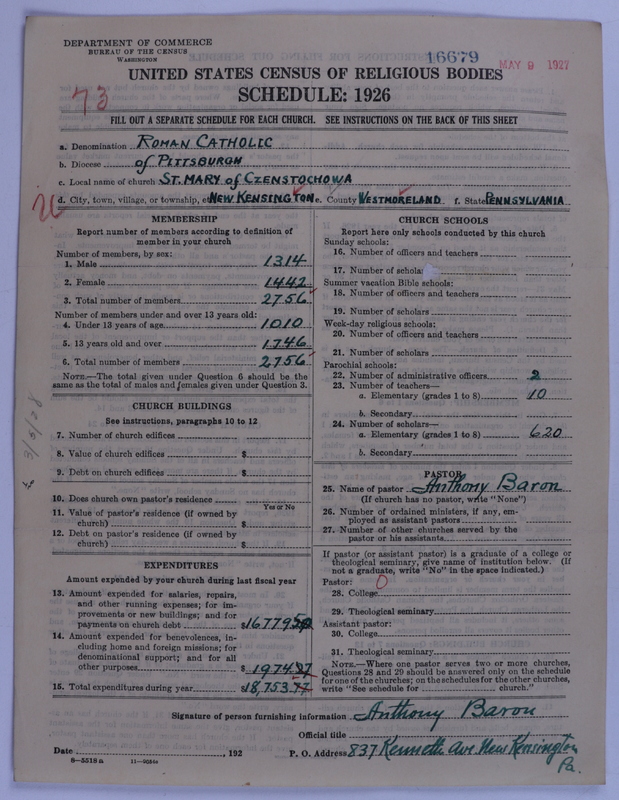 DEPARTMENT OF COMMERCE
BUREAU OF THE CENSUS
WASHINGTON
16679
MAY 9 1927
UNITED STATES CENSUS OF RELIGIOUS BODIES
73
SCHEDULE: 1926
FILL OUT A SEPARATE SCHEDULE FOR EACH CHURCH. SEE INSTRUCTIONS ON THE BACK OF THIS SHEET
a. Denomination ROMAN CATHOLIC
b. Diocese of PITTSBURGH
c. Local name of church ST. MARY of CZENSTOCHOWA
d. City, town, village, or township, etc. NEW KENSINGTON e. County WESTMORELAND f. State PENNSYLVANIA
MEMBERSHIP
Report number of members according to definition of
member in your church
Number of members, by sex:
1. Male 1314
2. Female 1442
3. Total number of members 2756
Number of members under and over 13 years old:
4. Under 13 years of age 1010
5. 13 years old and over 1746
6. Total number of members 2756
NOTE.—The total given under Question 6 should be the
same as the total of males and females given under Question 3.
CHURCH BUILDINGS
See instructions, paragraphs 10 to 12
7. Number of church edifices
8. Value of church edifices $
9. Debt on church edifices $
10. Does church own pastor's residence
Yes or No
11. Value of pastor's residence (if owned by
church) $
12. Debt on pastor's residence (if owned by
church) $
EXPENDITURES
Amount expended by your church during last fiscal year
13. Amount expended for salaries, repairs,
and other running expenses; for im-
provements or new buildings; and for
payments on church debt $16779.50
14. Amount expended for benevolences, in-
cluding home and foreign missions; for
denominational support; and for all
other purposes $1974.27
15. Total expenditures during year $18,753.77
CHURCH SCHOOLS
Report here only schools conducted by this church
Sunday schools:
16. Number of officers and teachers
17. Number of scholars
Summer vacation Bible schools:
18. Number of officers and teachers
19. Number of scholars
Week-day religious schools:
20. Number of officers and teachers
21. Number of scholars
Parochial schools:
22. Number of administrative officers 2
23. Number of teachers—
a. Elementary (grades 1 to 8) 10
b. Secondary
24. Number of scholars—
a. Elementary (grades 1 to 8) 620
b. Secondary
PASTOR
25. Name of pastor Anthony Baron
(If church has no pastor, write "None")
26. Number of ordained ministers, if any, em-
ployed as assistant pastors
27. Number of other churches served by the
pastor or his assistants
If pastor (or assistant pastor) is a graduate of a college or
theological seminary, give name of institution below. (If
not a graduate, write "No" in the space indicated.)
Pastor: 0
28. College
29. Theological seminary
Assistant pastor:
30. College
31. Theological seminary
NOTE.—Where one pastor serves two or more churches,
Questions 28 and 29 should be answered only on the schedule
for one of the churches; on the schedules for the other churches,
write "See schedule for church."
Signature of person furnishing information Anthony Baron
Official title
Date , 192 P. O. Address 837 Kenneth Ave New Kensington
Pa.
8—5518a 11—9034a